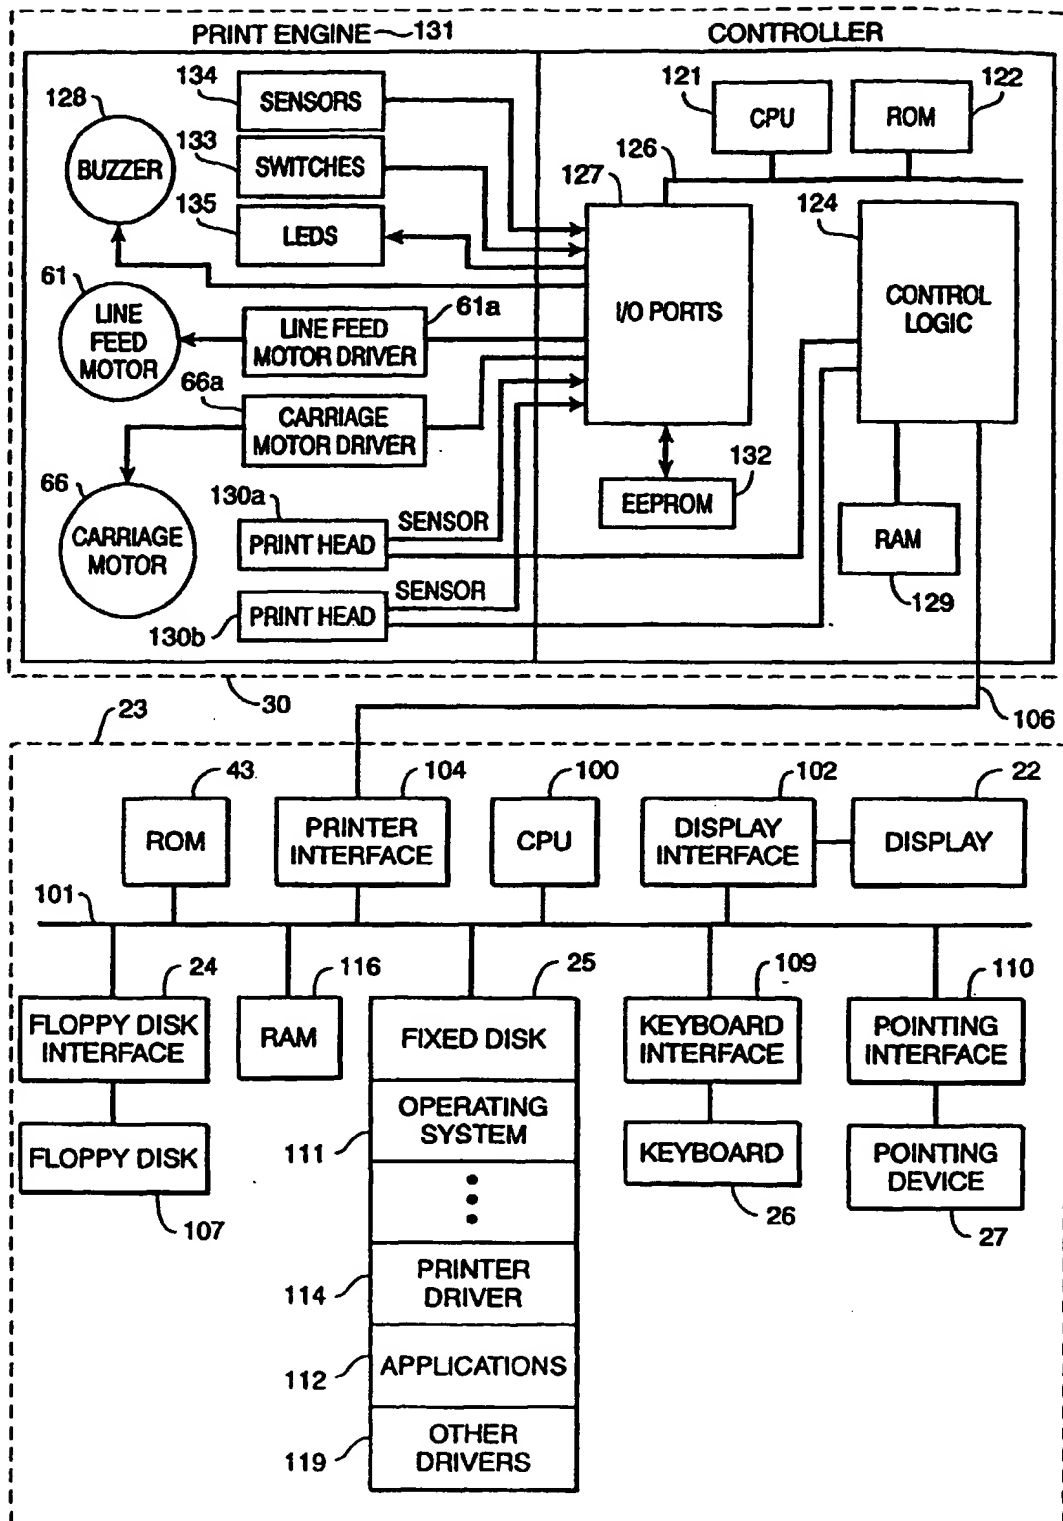 PRINT ENGINE 131
CONTROLLER
134
SENSORS
128
BUZZER
133
SWITCHES
135
LEDS
121
CPU
122
ROM
126
127
I/O PORTS
124
CONTROL
LOGIC
61
LINE
FEED
MOTOR
61a
LINE FEED
MOTOR DRIVER
66a
CARRIAGE
MOTOR DRIVER
66
CARRIAGE
MOTOR
130a
PRINT HEAD
SENSOR
130b
PRINT HEAD
SENSOR
132
EEPROM
RAM
129
30
106
23
43
ROM
104
PRINTER
INTERFACE
100
CPU
102
DISPLAY
INTERFACE
22
DISPLAY
101
24
FLOPPY DISK
INTERFACE
116
RAM
25
FIXED DISK
109
KEYBOARD
INTERFACE
110
POINTING
INTERFACE
FLOPPY DISK
107
111
OPERATING
SYSTEM
KEYBOARD
26
POINTING
DEVICE
27
114
PRINTER
DRIVER
112
APPLICATIONS
119
OTHER
DRIVERS